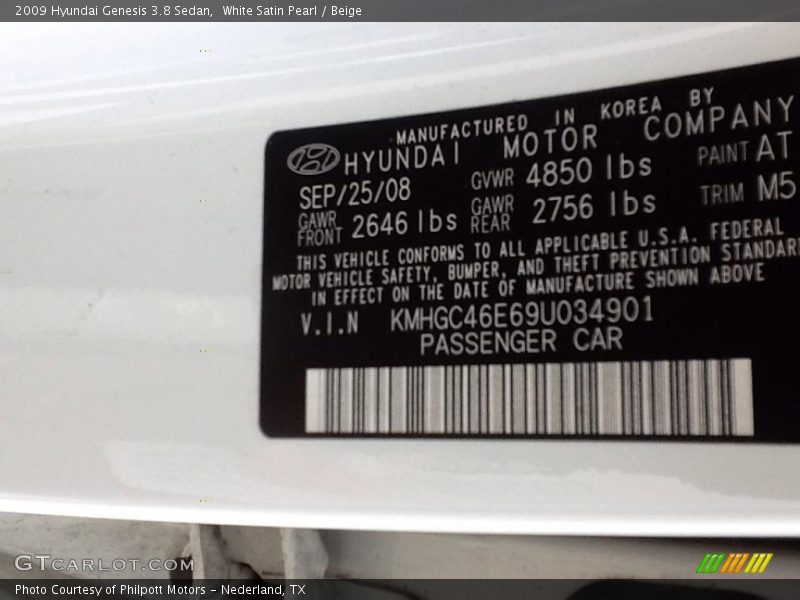 2009 Hyundai Genesis 3.8 Sedan,  White Satin Pearl / Beige
MANUFACTURED IN KOREA BY
HYUNDAI MOTOR COMPANY
SEP/25/08 GVWR 4850 lbs PAINT AT
GAWR FRONT 2646 lbs GAWR REAR 2756 lbs TRIM M5
THIS VEHICLE CONFORMS TO ALL APPLICABLE U.S.A. FEDERAL
MOTOR VEHICLE SAFETY, BUMPER, AND THEFT PREVENTION STANDAR
IN EFFECT ON THE DATE OF MANUFACTURE SHOWN ABOVE
V.I.N KMHGC46E69U034901
PASSENGER CAR
GTCARLOT.COM
Photo Courtesy of Philpott Motors - Nederland, TX